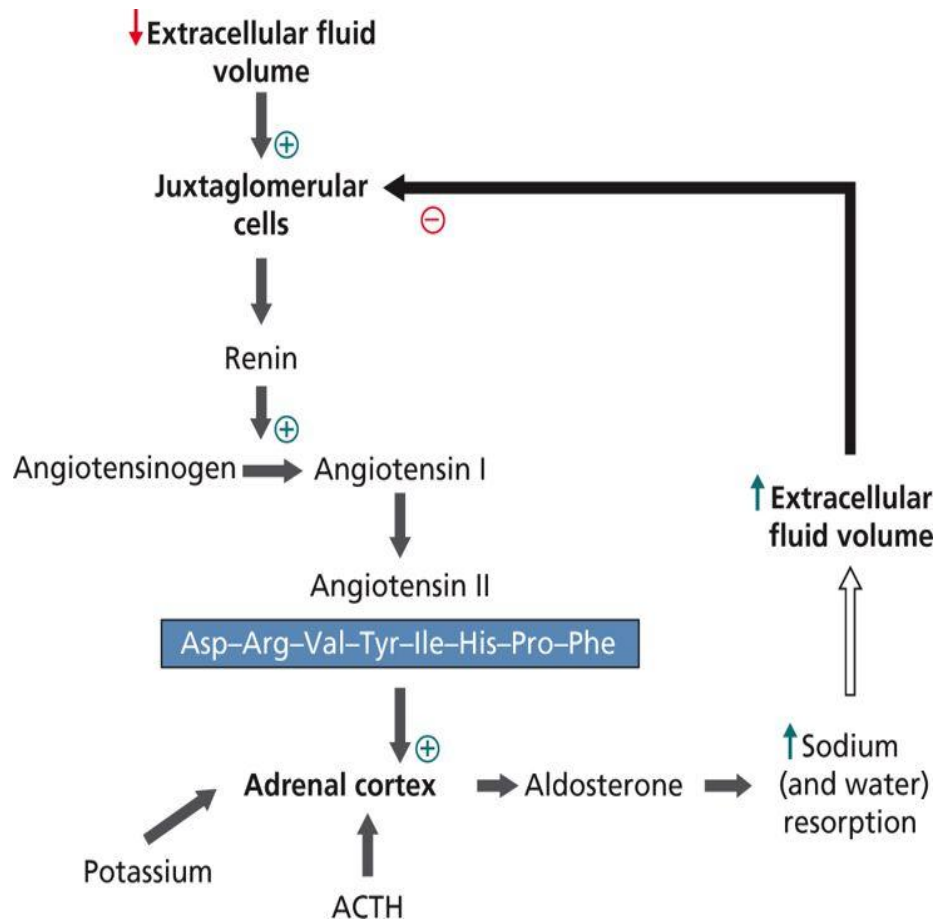 ↓Extracellular fluid
volume
⊕
Juxtaglomerular
cells
⊖
Renin
⊕
Angiotensinogen
Angiotensin I
Angiotensin II
Asp–Arg–Val–Tyr–Ile–His–Pro–Phe
⊕
Adrenal cortex
Aldosterone
↑Sodium
(and water)
resorption
↑Extracellular
fluid volume
Potassium
ACTH